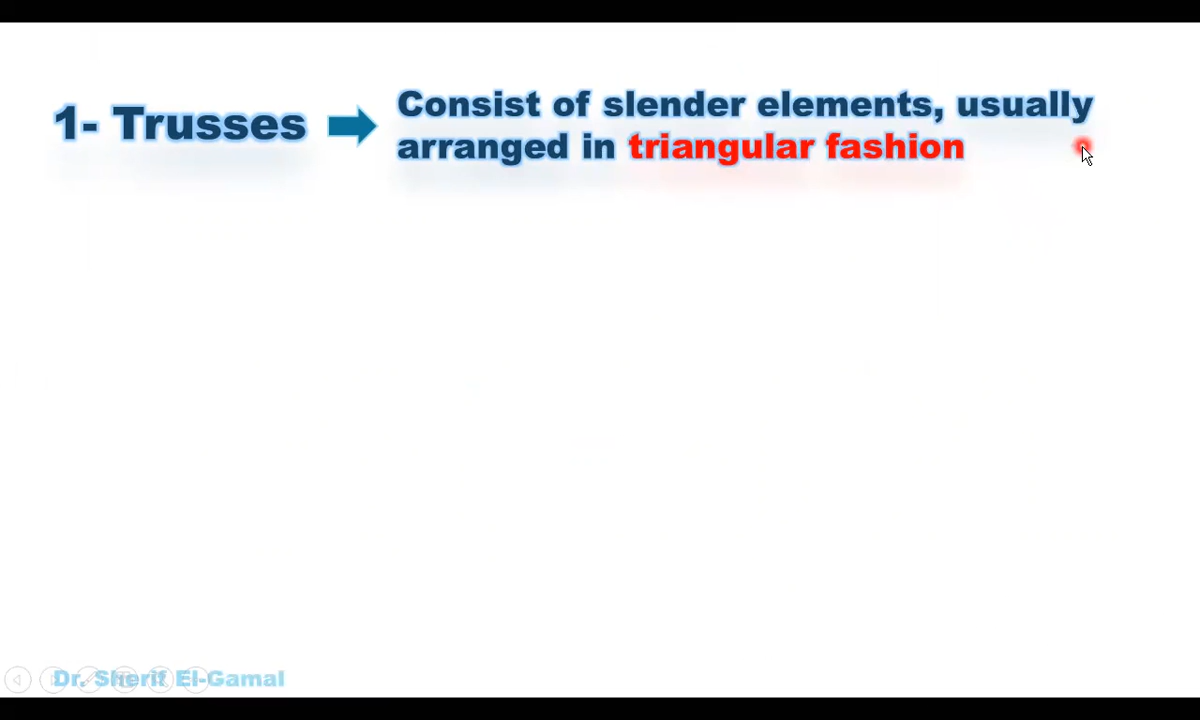 1- Trusses
Consist of slender elements, usually
arranged in triangular fashion
Dr. Sherif El-Gamal